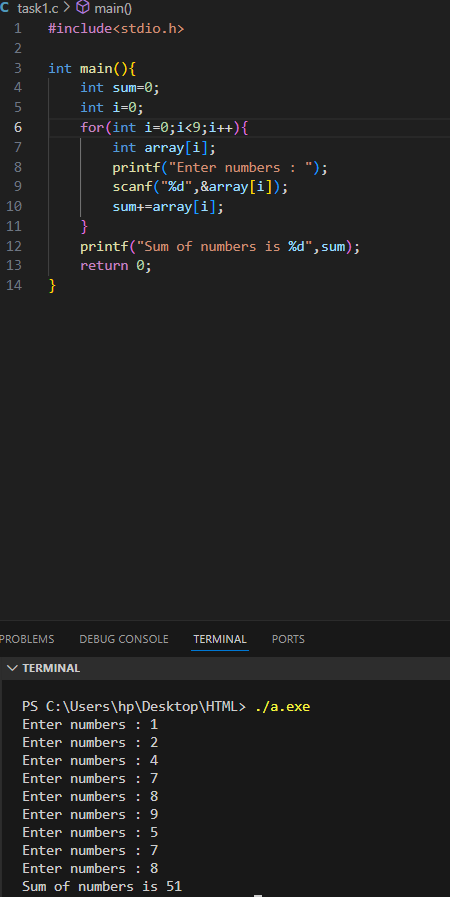 C task1.c > main()
1 #include<stdio.h>
2
3 int main(){
4     int sum=0;
5     int i=0;
6     for(int i=0;i<9;i++){
7         int array[i];
8         printf("Enter numbers : ");
9         scanf("%d",&array[i]);
10         sum+=array[i];
11     }
12     printf("Sum of numbers is %d",sum);
13     return 0;
14 }
PROBLEMS DEBUG CONSOLE TERMINAL PORTS
TERMINAL
PS C:\Users\hp\Desktop\HTML> ./a.exe
Enter numbers : 1
Enter numbers : 2
Enter numbers : 4
Enter numbers : 7
Enter numbers : 8
Enter numbers : 9
Enter numbers : 5
Enter numbers : 7
Enter numbers : 8
Sum of numbers is 51